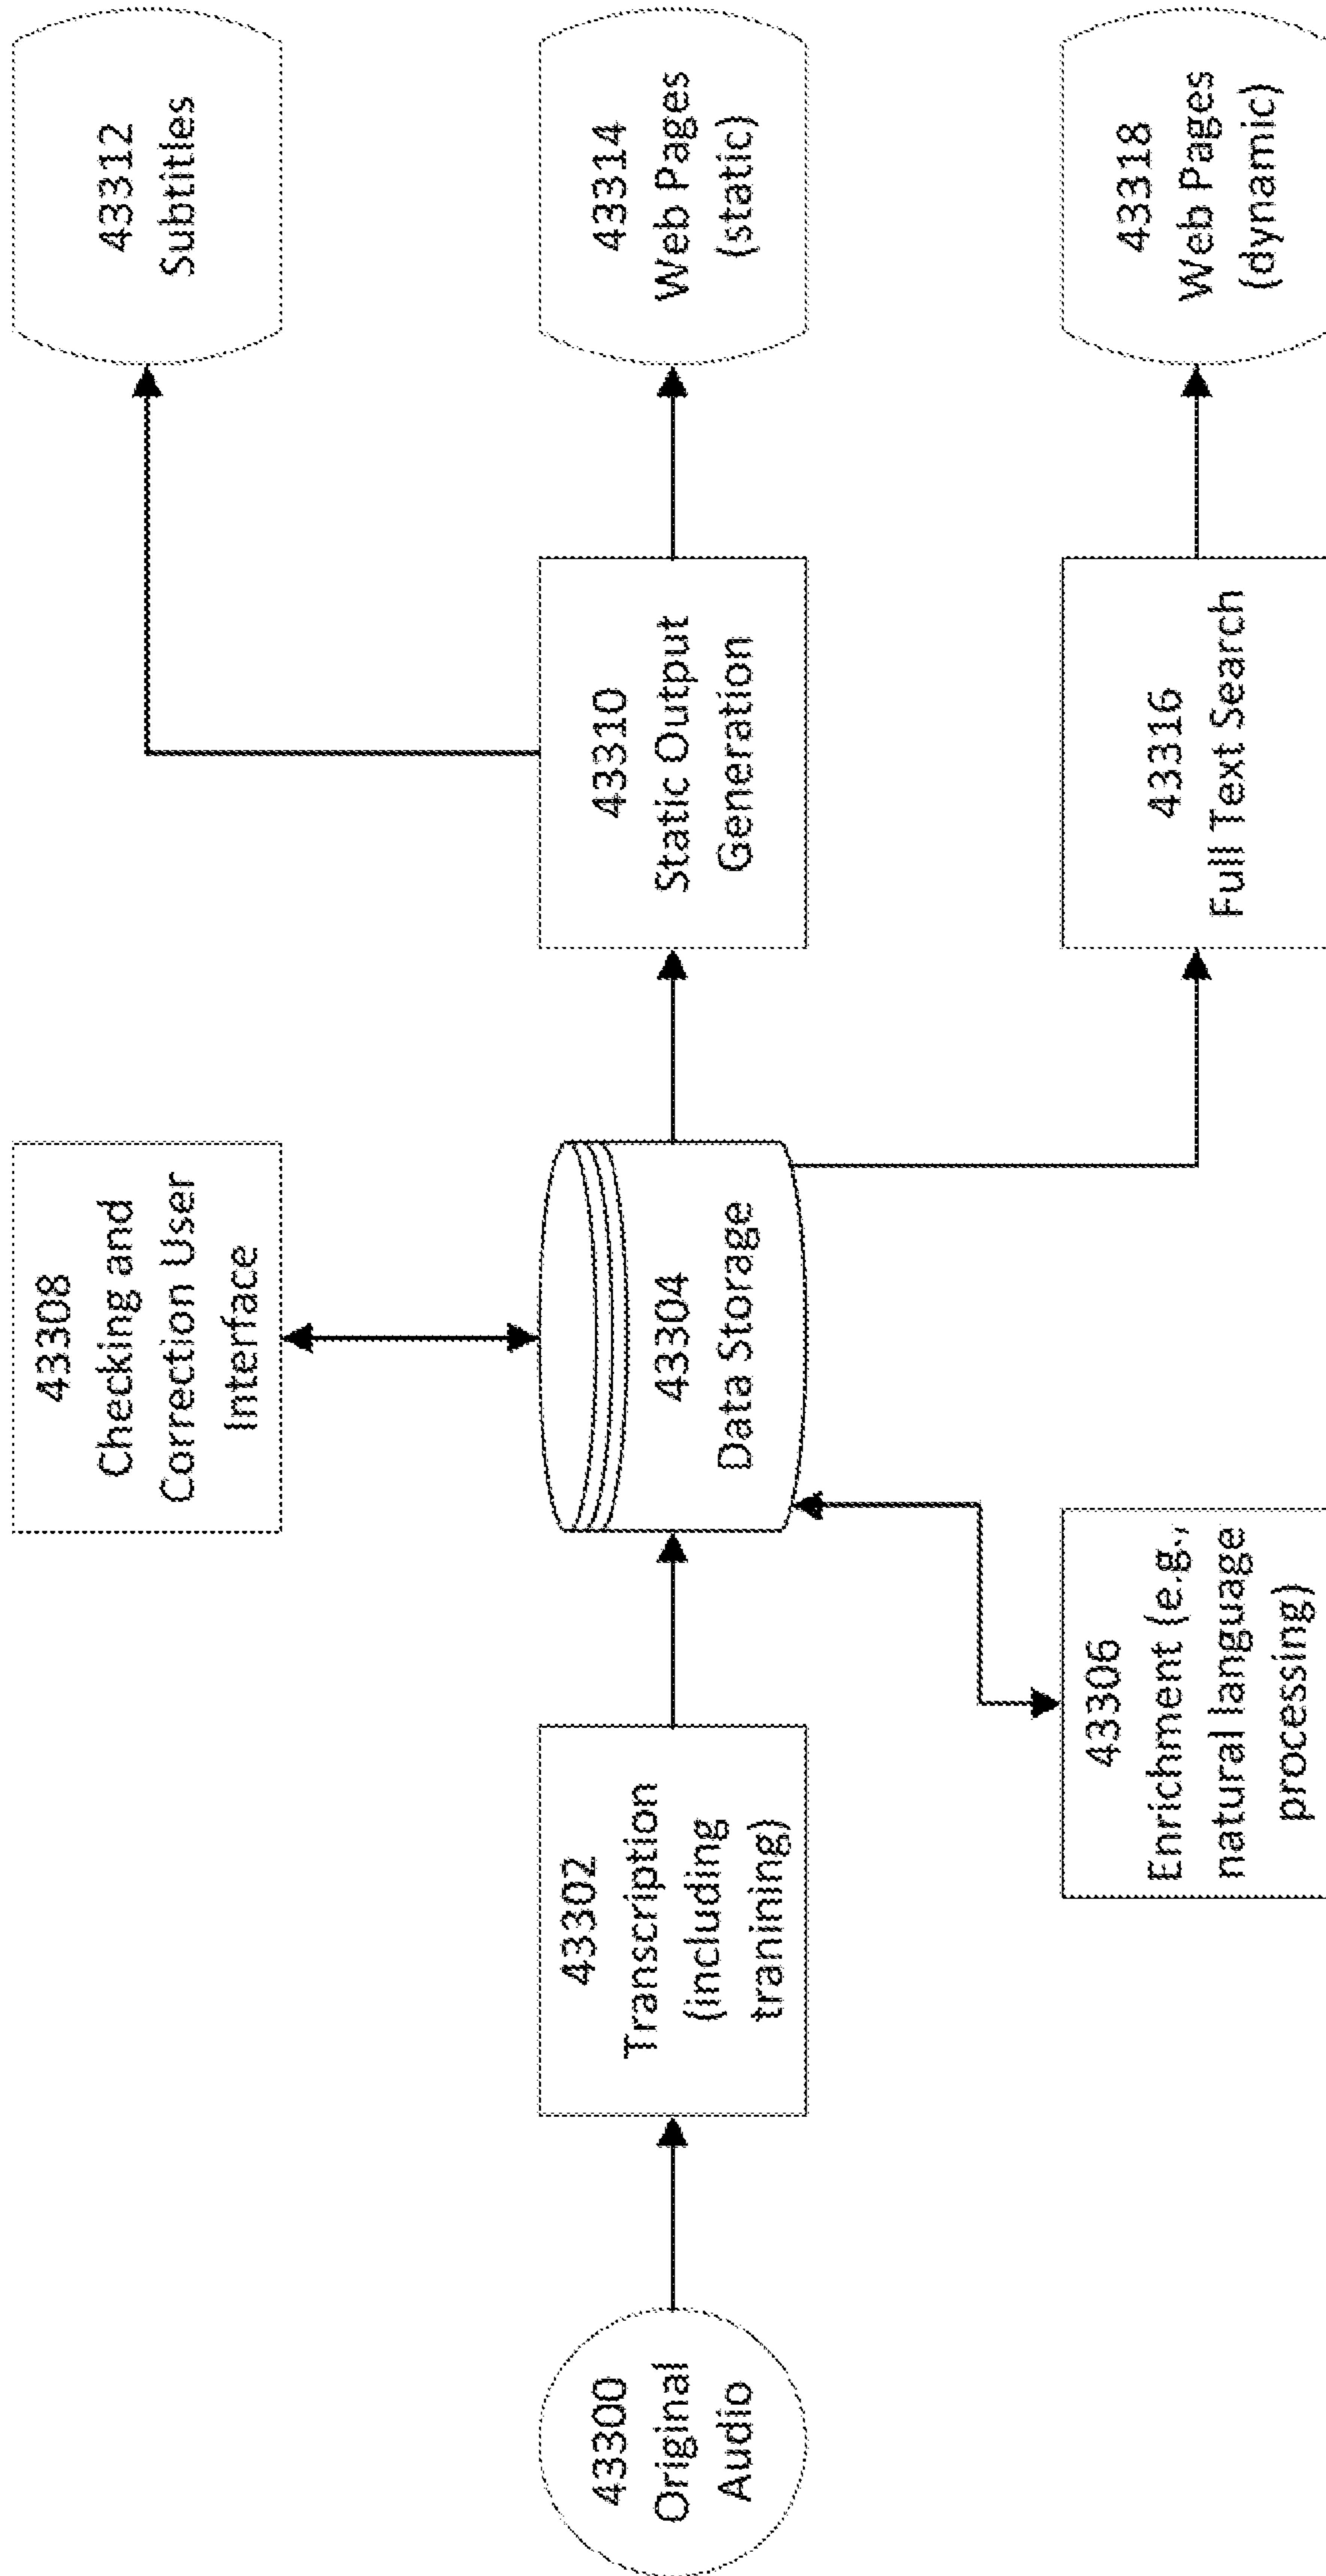 43300
Original
Audio
43302
Transcription
(including
tranining)
43304
Data Storage
43306
Enrichment (e.g.,
natural language
processing)
43308
Checking and
Correction User
Interface
43310
Static Output
Generation
43312
Subtitles
43314
Web Pages
(static)
43316
Full Text Search
43318
Web Pages
(dynamic)